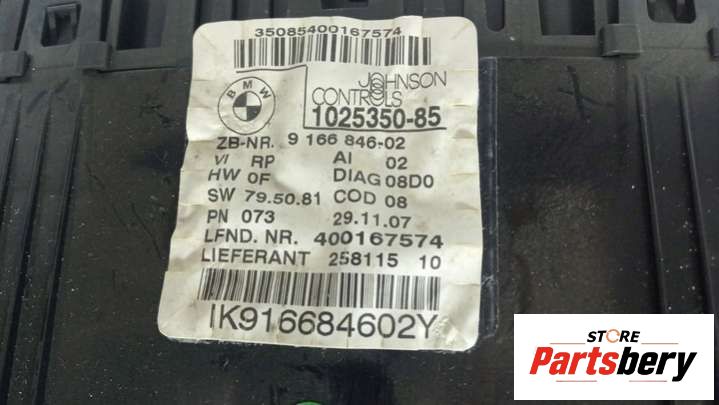 35085400167574
BMW
JOHNSON
CONTROLS
1025350-85
ZB-NR. 9 166 846-02
VI RP AI 02
HW 0F DIAG 08D0
SW 79.50.81 COD 08
PN 073 29.11.07
LFND. NR. 400167574
LIEFERANT 258115 10
IK916684602Y
STORE
Partsbery